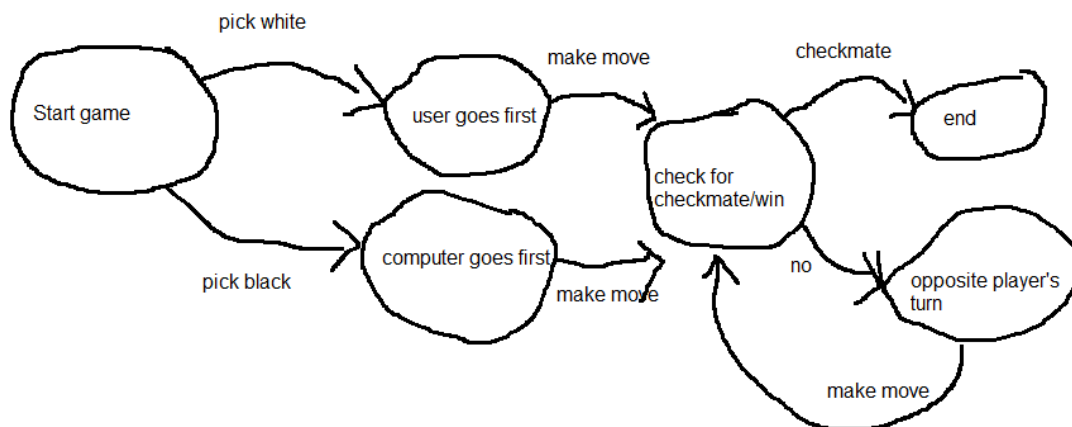 pick white
Start game
user goes first
make move
checkmate
end
check for
checkmate/win
pick black
computer goes first
make move
no
opposite player's
turn
make move